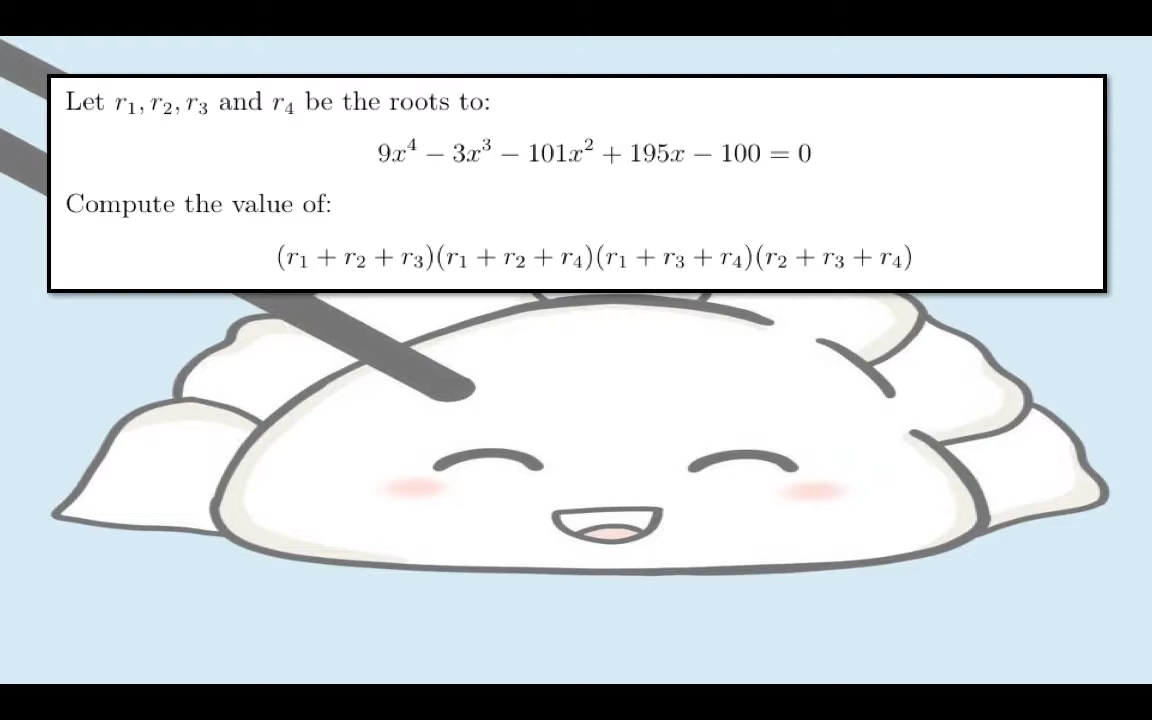 Let r₁, r₂, r₃ and r₄ be the roots to:
9x⁴ − 3x³ − 101x² + 195x − 100 = 0
Compute the value of:
(r₁ + r₂ + r₃)(r₁ + r₂ + r₄)(r₁ + r₃ + r₄)(r₂ + r₃ + r₄)